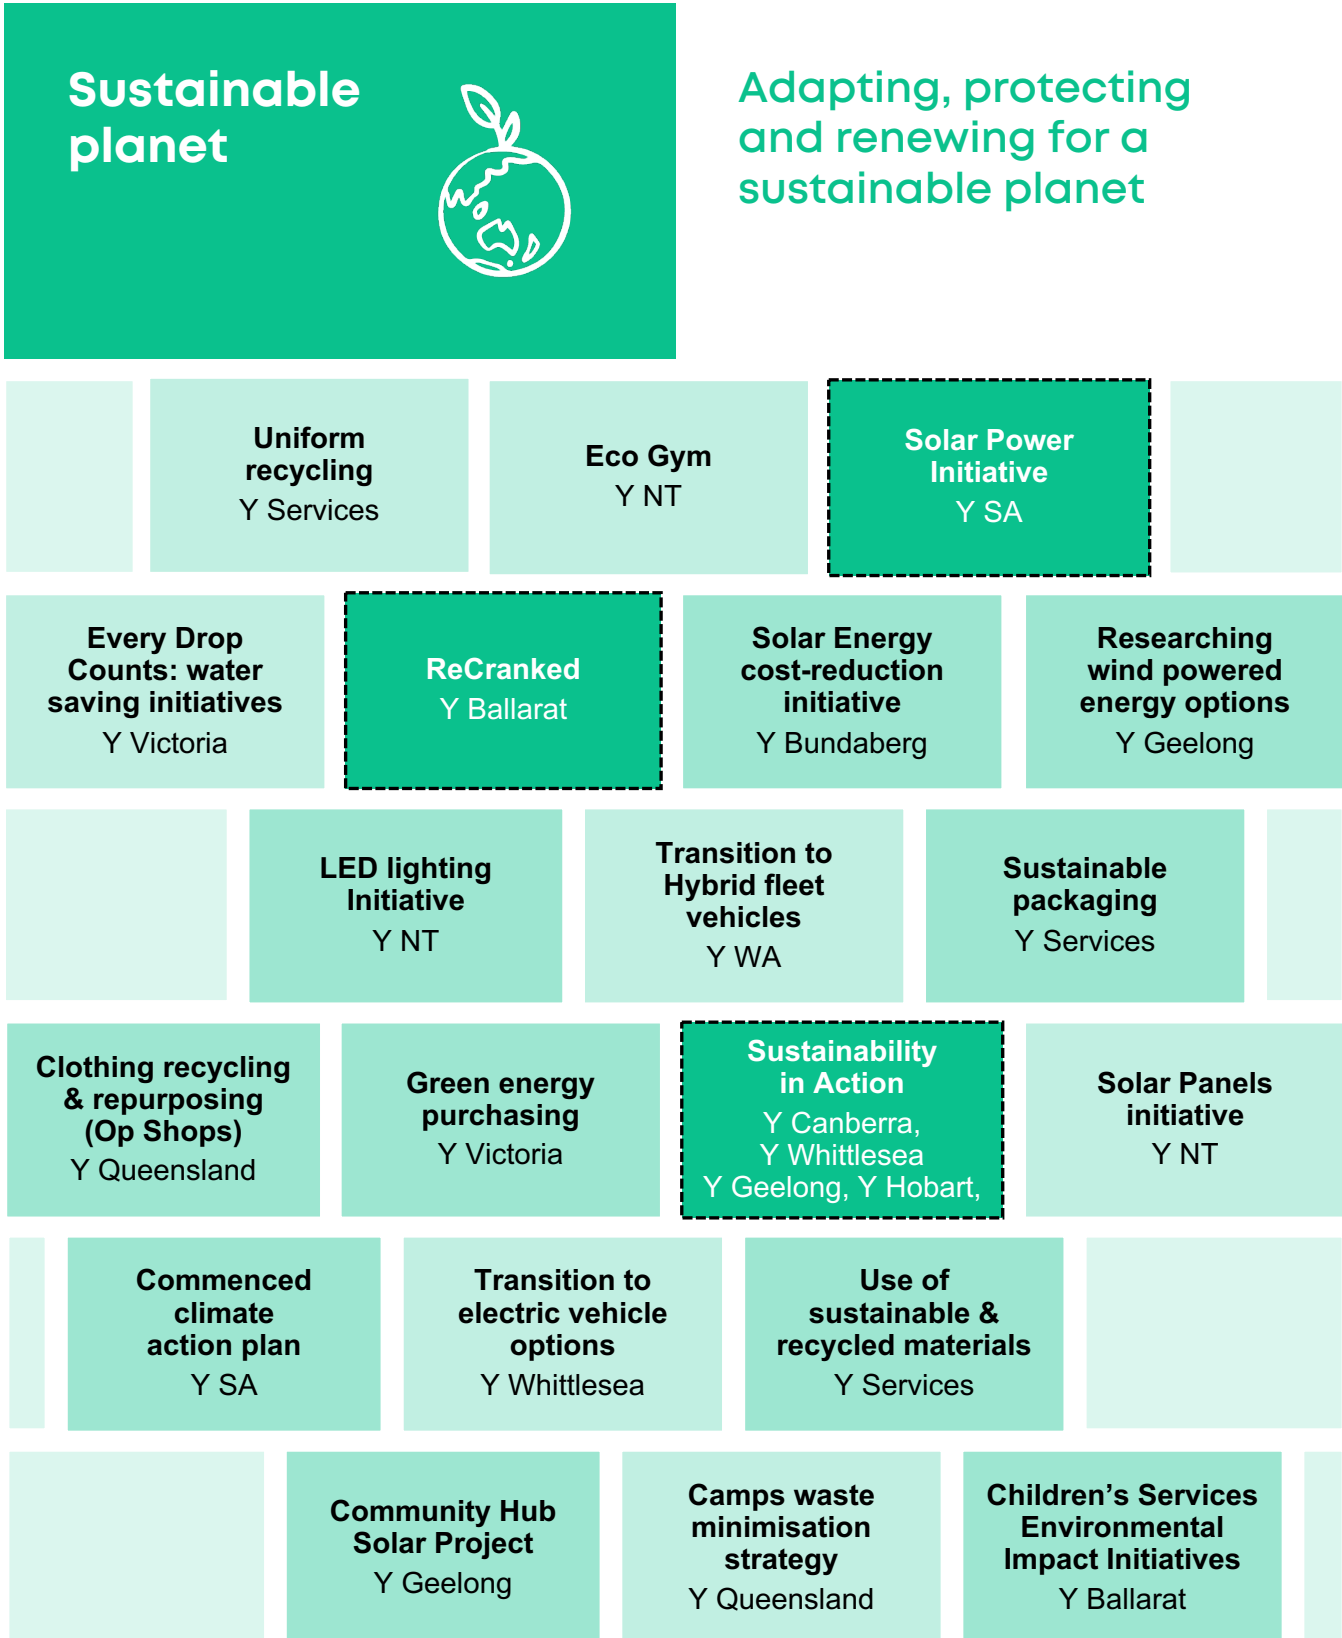 Sustainable
planet
Adapting, protecting
and renewing for a
sustainable planet
Uniform
recycling
Y Services
Eco Gym
Y NT
Solar Power
Initiative
Y SA
Every Drop
Counts: water
saving initiatives
Y Victoria
ReCranked
Y Ballarat
Solar Energy
cost-reduction
initiative
Y Bundaberg
Researching
wind powered
energy options
Y Geelong
LED lighting
Initiative
Y NT
Transition to
Hybrid fleet
vehicles
Y WA
Sustainable
packaging
Y Services
Clothing recycling
& repurposing
(Op Shops)
Y Queensland
Green energy
purchasing
Y Victoria
Sustainability
in Action
Y Canberra,
Y Whittlesea
Y Geelong, Y Hobart,
Solar Panels
initiative
Y NT
Commenced
climate
action plan
Y SA
Transition to
electric vehicle
options
Y Whittlesea
Use of
sustainable &
recycled materials
Y Services
Community Hub
Solar Project
Y Geelong
Camps waste
minimisation
strategy
Y Queensland
Children’s Services
Environmental
Impact Initiatives
Y Ballarat